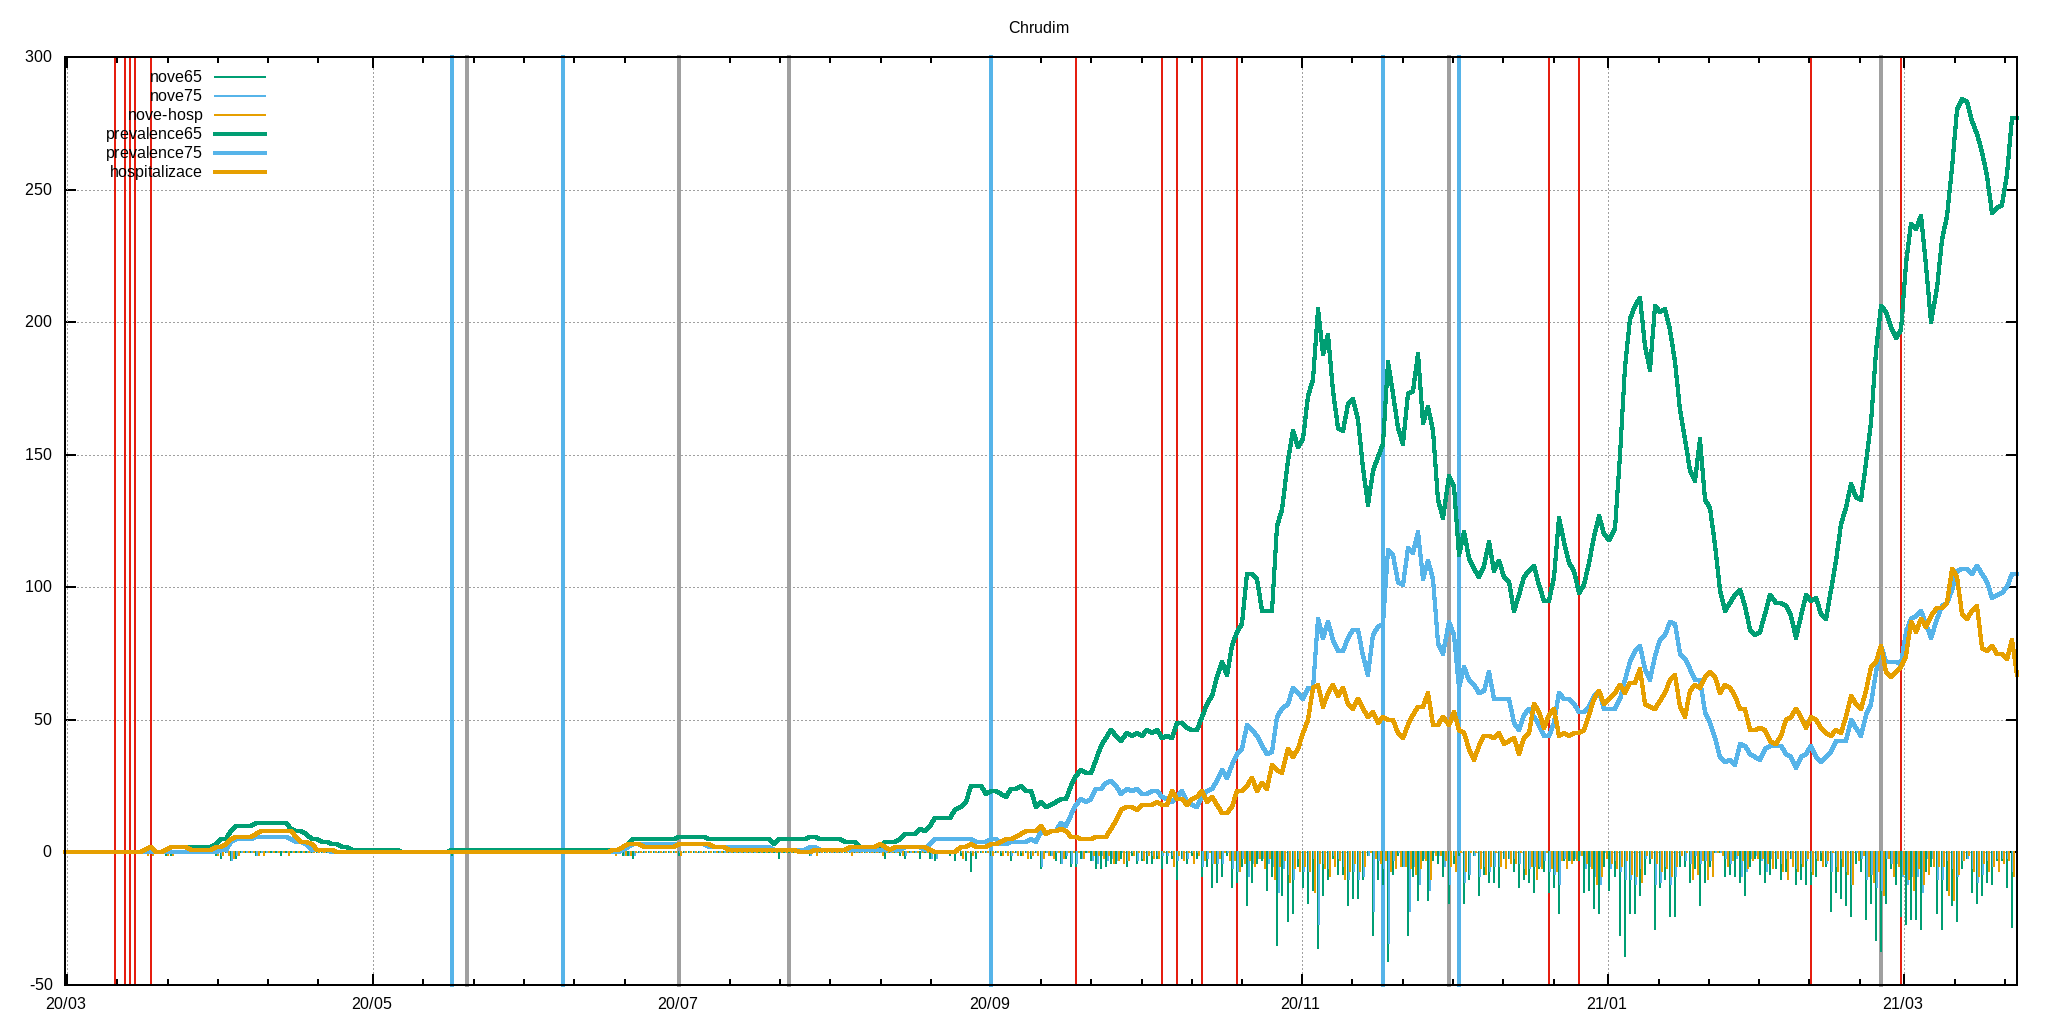 Chrudim
300
250
200
150
100
50
0
-50
nove65
nove75
nove-hosp
prevalence65
prevalence75
hospitalizace
20/03 20/05 20/07 20/09 20/11 21/01 21/03